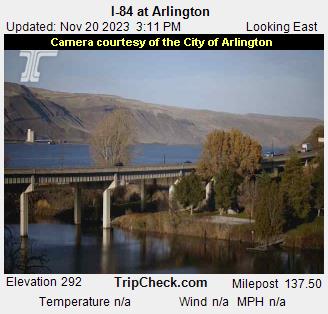 I-84 at Arlington
Updated: Nov 20 2023 3:11 PM Looking East
Camera courtesy of the City of Arlington
Elevation 292 TripCheck.com Milepost 137.50
Temperature n/a Wind n/a MPH n/a